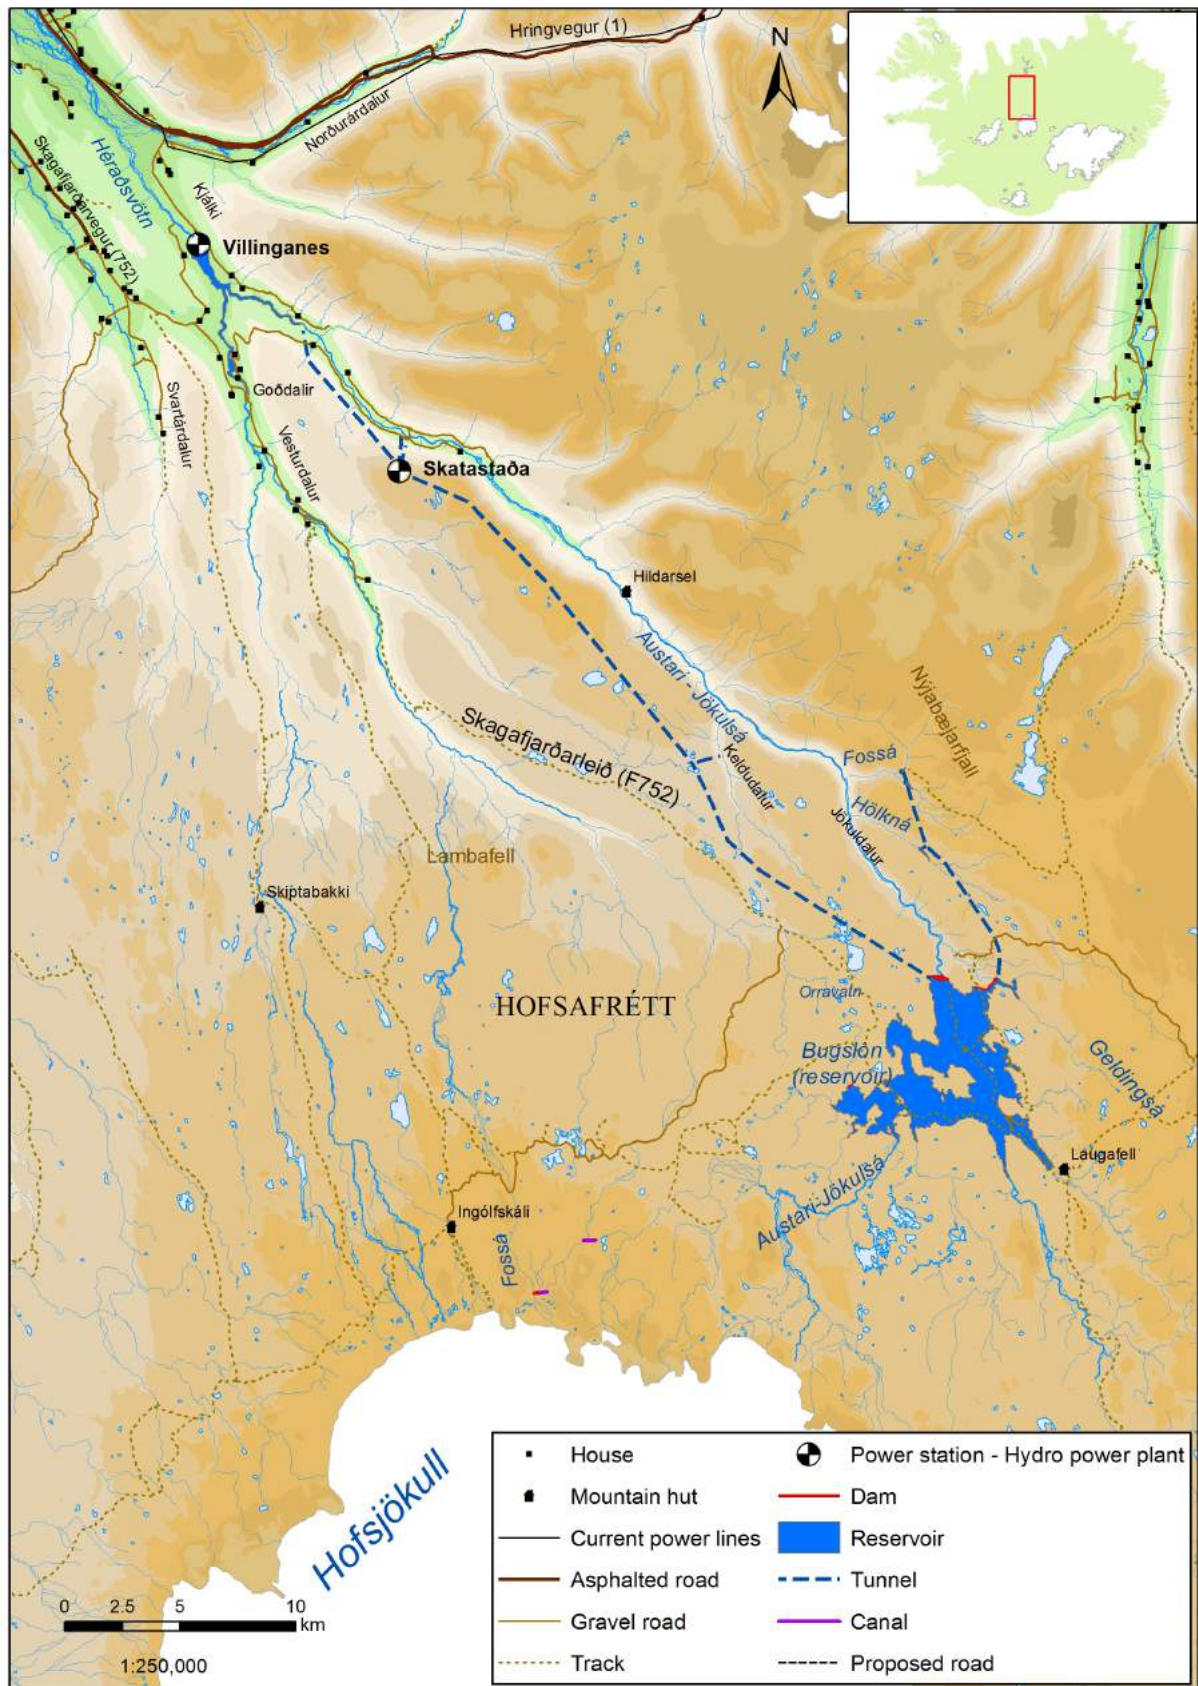 Hringvegur (1)
N
Norðurárdalur
Héraðsvötn
Skagafjarðarvegur (752)
Kjálki
Villinganes
Goðdalir
Svartárdalur
Vesturdalur
Skatastaða
Hildarsel
Austari - Jökulsá
Keldudalur
Nýjabæjarfjall
Fossá
Hölkná
Jökuldalur
Skagafjarðarleið (F752)
Lambafell
Skiptabakki
HOFSAFRÉTT
Orravatn
Bugslón
(reservoir)
Geldingsá
Laugafell
Austari-Jökulsá
Ingólfskáli
Fossá
Hofsjökull
0 2.5 5 10
km
1:250,000
House
Mountain hut
Current power lines
Asphalted road
Gravel road
Track
Power station - Hydro power plant
Dam
Reservoir
Tunnel
Canal
Proposed road